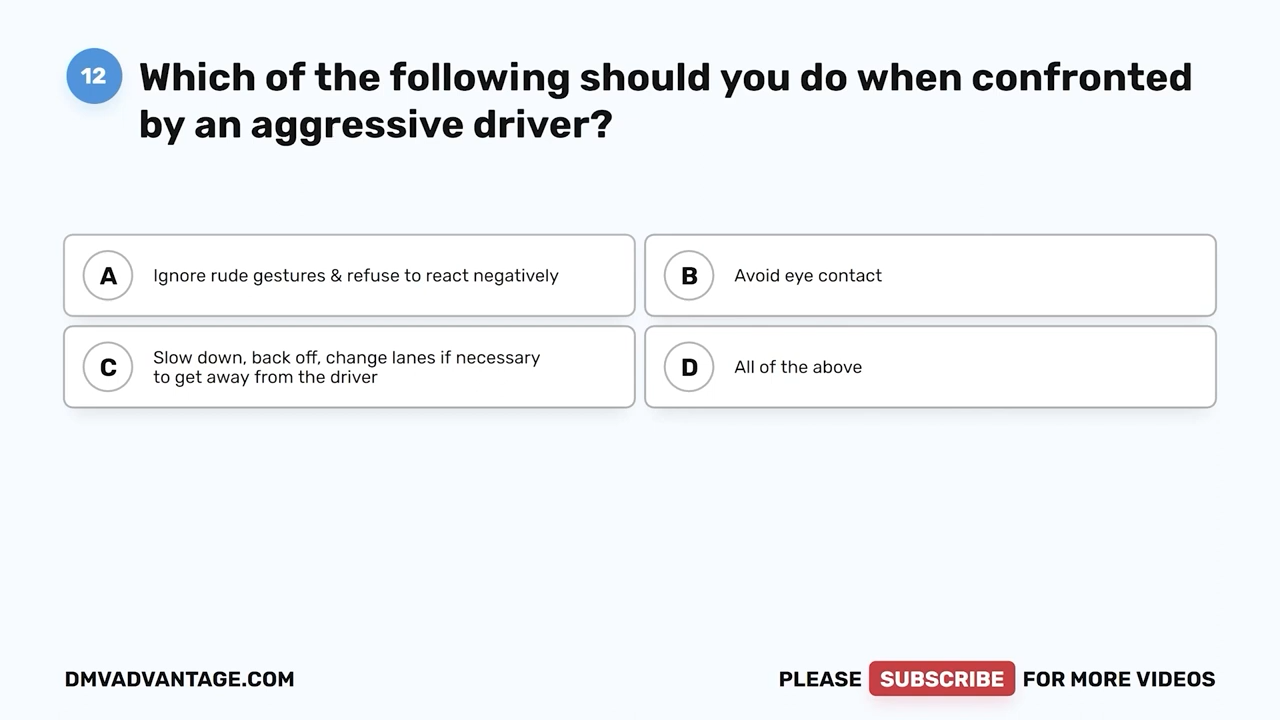 12
Which of the following should you do when confronted
by an aggressive driver?
A
Ignore rude gestures & refuse to react negatively
B
Avoid eye contact
C
Slow down, back off, change lanes if necessary
to get away from the driver
D
All of the above
DMVADVANTAGE.COM
PLEASE SUBSCRIBE FOR MORE VIDEOS